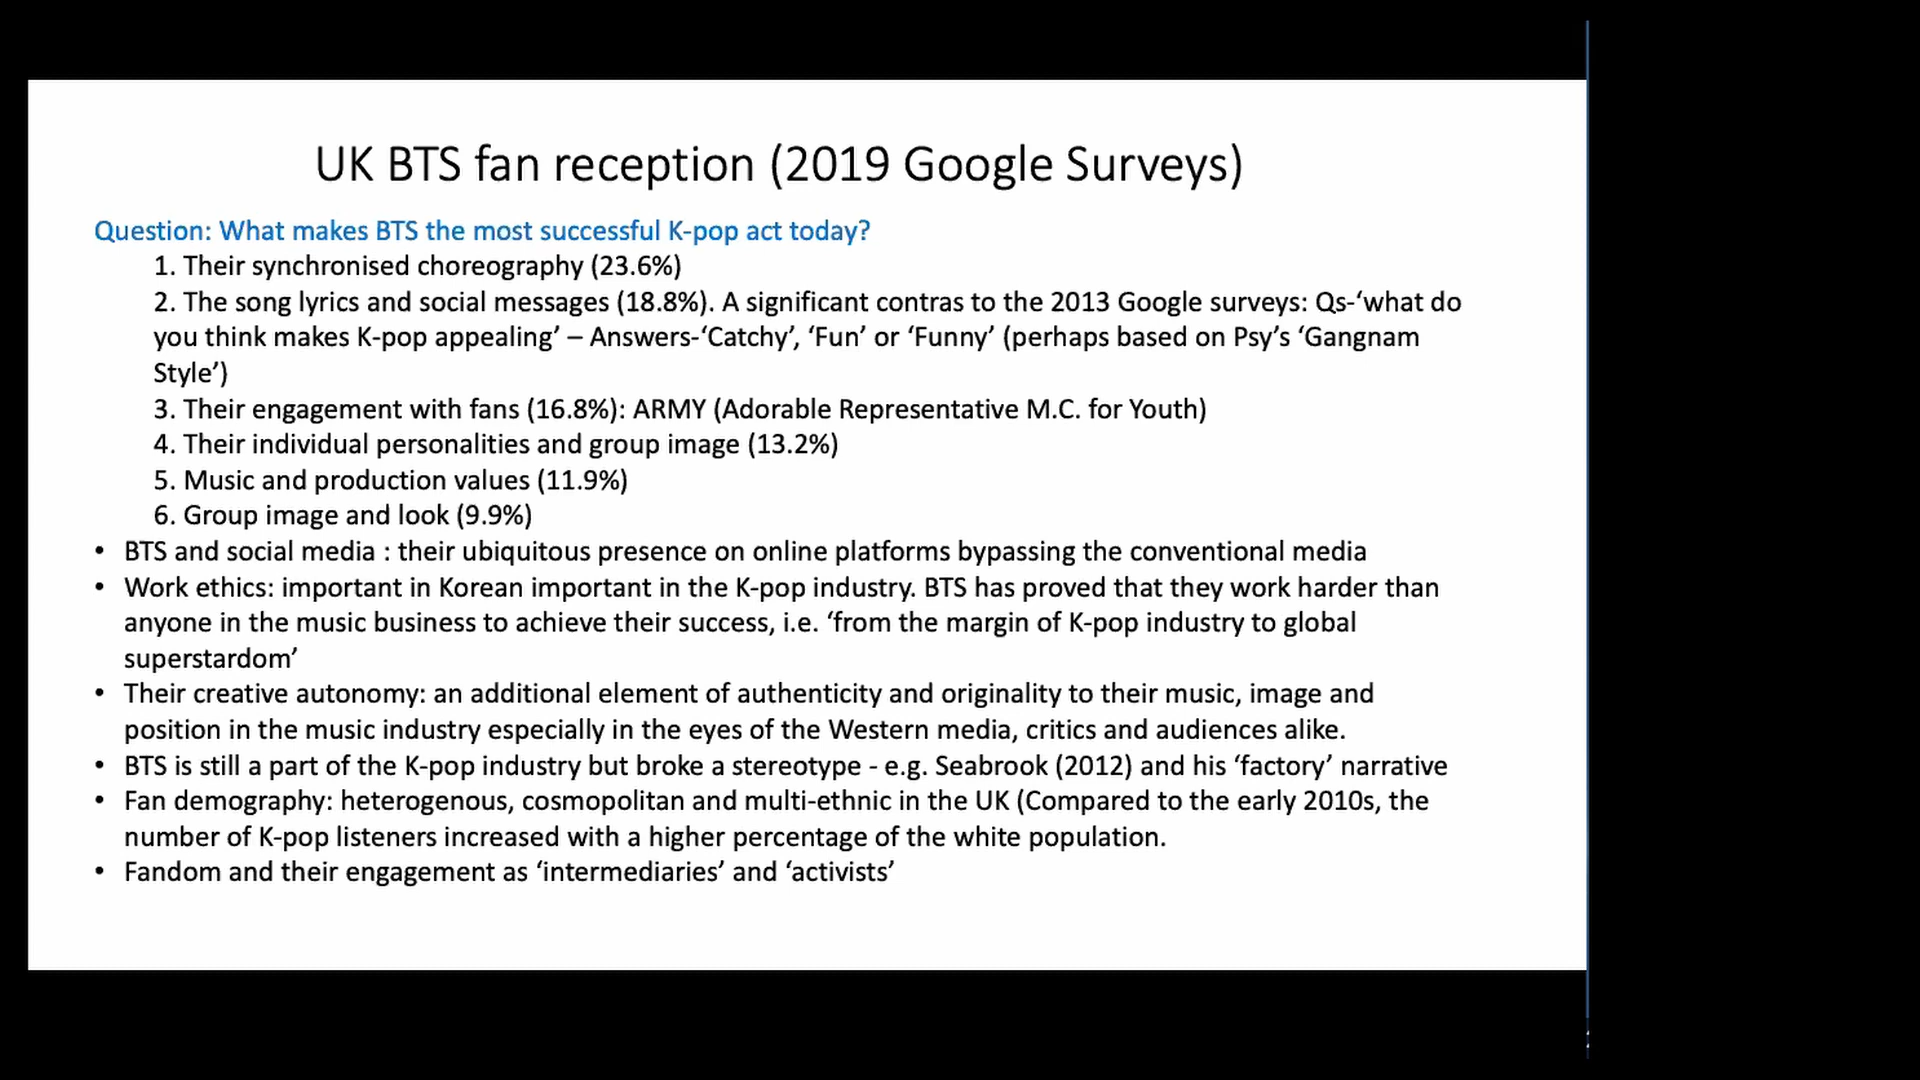 UK BTS fan reception (2019 Google Surveys)
Question: What makes BTS the most successful K-pop act today?
1. Their synchronised choreography (23.6%)
2. The song lyrics and social messages (18.8%). A significant contras to the 2013 Google surveys: Qs-‘what do
you think makes K-pop appealing’ – Answers-‘Catchy’, ‘Fun’ or ‘Funny’ (perhaps based on Psy’s ‘Gangnam
Style’)
3. Their engagement with fans (16.8%): ARMY (Adorable Representative M.C. for Youth)
4. Their individual personalities and group image (13.2%)
5. Music and production values (11.9%)
6. Group image and look (9.9%)
• BTS and social media : their ubiquitous presence on online platforms bypassing the conventional media
• Work ethics: important in Korean important in the K-pop industry. BTS has proved that they work harder than
anyone in the music business to achieve their success, i.e. ‘from the margin of K-pop industry to global
superstardom’
• Their creative autonomy: an additional element of authenticity and originality to their music, image and
position in the music industry especially in the eyes of the Western media, critics and audiences alike.
• BTS is still a part of the K-pop industry but broke a stereotype - e.g. Seabrook (2012) and his ‘factory’ narrative
• Fan demography: heterogenous, cosmopolitan and multi-ethnic in the UK (Compared to the early 2010s, the
number of K-pop listeners increased with a higher percentage of the white population.
• Fandom and their engagement as ‘intermediaries’ and ‘activists’